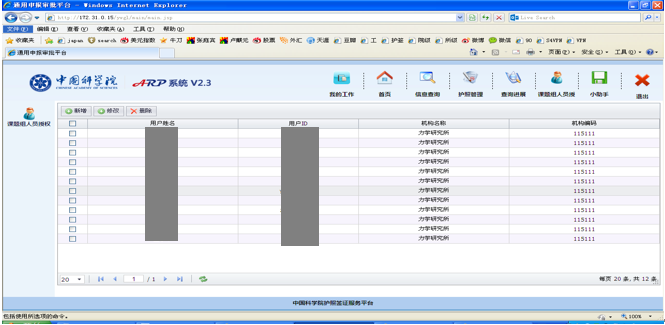 通用申报审批平台 - Windows Internet Explorer
http://172.31.0.15/
Live Search
文件(F) 编辑(E) 查看(V) 收藏夹(A) 工具(T) 帮助(H)
收藏夹 japan search 美元指数 牛刀 张庭宾 卢麒元 股票 外汇 天涯 豆瓣 工 护签 网络 所级 微博 微信 90 24VPN VPN
通用申报审批平台
页面(P) 安全(S) 工具(O)
中国科学院 ARP 系统 V2.3
CHINESE ACADEMY OF SCIENCES
我的工作 首页 信息查询 护照管理 查询进展 课题组人员授 小助手 退出
课题组人员授权
新增 修改 删除
用户姓名 用户ID 机构名称 机构编码
力学研究所 115111
力学研究所 115111
力学研究所 115111
力学研究所 115111
力学研究所 115111
力学研究所 115111
力学研究所 115111
力学研究所 115111
力学研究所 115111
力学研究所 115111
力学研究所 115111
力学研究所 115111
20 1 / 1 每页 20 条, 共 12 条
中国科学院护照签证服务平台
包括使用所选项的命令。 100%